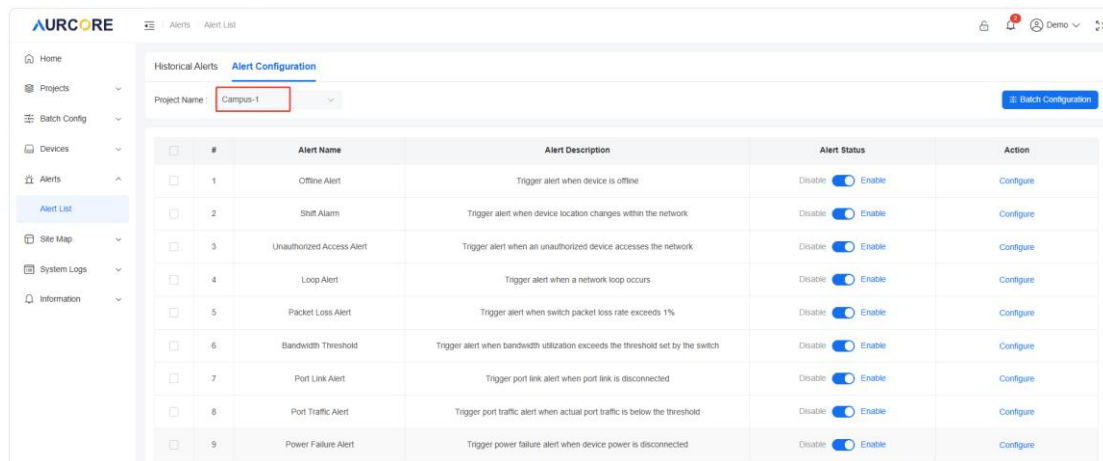 AURCORE
Alerts Alert List
2
Demo
Home
Projects
Batch Config
Devices
Alerts
Alert List
Site Map
System Logs
Information
Historical Alerts Alert Configuration
Project Name : Campus-1
Batch Configuration
# Alert Name Alert Description Alert Status Action
1 Offline Alert Trigger alert when device is offline Disable Enable Configure
2 Shift Alarm Trigger alert when device location changes within the network Disable Enable Configure
3 Unauthorized Access Alert Trigger alert when an unauthorized device accesses the network Disable Enable Configure
4 Loop Alert Trigger alert when a network loop occurs Disable Enable Configure
5 Packet Loss Alert Trigger alert when switch packet loss rate exceeds 1% Disable Enable Configure
6 Bandwidth Threshold Trigger alert when bandwidth utilization exceeds the threshold set by the switch Disable Enable Configure
7 Port Link Alert Trigger port link alert when port link is disconnected Disable Enable Configure
8 Port Traffic Alert Trigger port traffic alert when actual port traffic is below the threshold Disable Enable Configure
9 Power Failure Alert Trigger power failure alert when device power is disconnected Disable Enable Configure